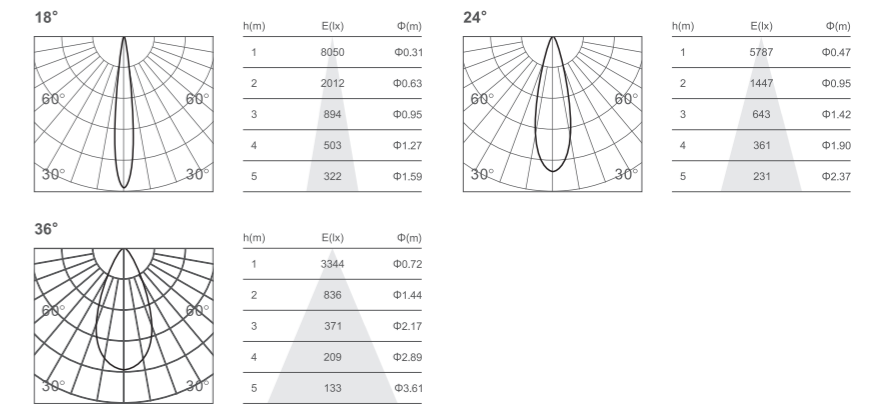 18°
h(m) E(lx) Φ(m)
1 8050 Φ0.31
2 2012 Φ0.63
3 894 Φ0.95
4 503 Φ1.27
5 322 Φ1.59
60° 60°
30° 30°
24°
h(m) E(lx) Φ(m)
1 5787 Φ0.47
2 1447 Φ0.95
3 643 Φ1.42
4 361 Φ1.90
5 231 Φ2.37
60° 60°
30° 30°
36°
h(m) E(lx) Φ(m)
1 3344 Φ0.72
2 836 Φ1.44
3 371 Φ2.17
4 209 Φ2.89
5 133 Φ3.61
60° 60°
30° 30°